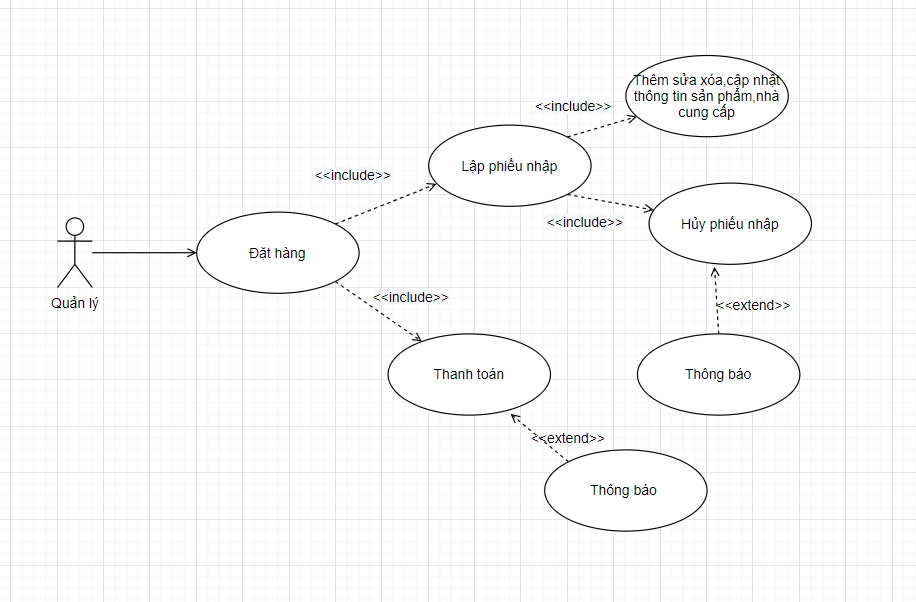 Thêm sửa xóa,cập nhật
thông tin sản phẩm,nhà
cung cấp
<<include>>
Lập phiếu nhập
<<include>>
<<include>>
Hủy phiếu nhập
Đặt hàng
Quản lý
<<include>>
<<extend>>
Thanh toán
Thông báo
<<extend>>
Thông báo